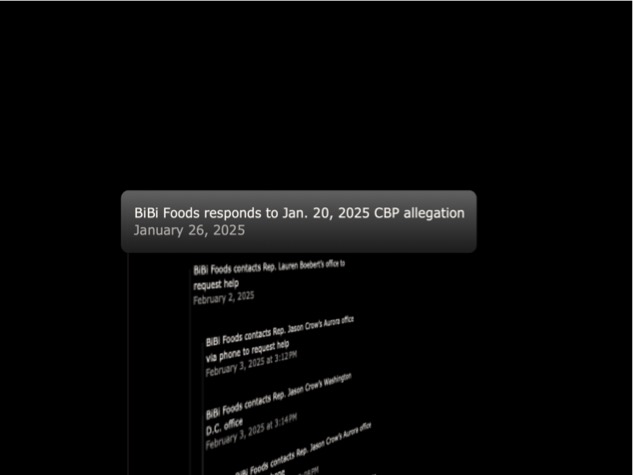 BiBi Foods responds to Jan. 20, 2025 CBP allegation
January 26, 2025
BiBi Foods contacts Rep. Lauren Boebert's office to
request help
February 2, 2025
BiBi Foods contacts Rep. Jason Crow's Aurora office
via phone to request help
February 3, 2025 at 3:12 PM
BiBi Foods contacts Rep. Jason Crow's Washington
D.C. office
February 3, 2025 at 3:14 PM
BiBi Foods contacts Rep. Jason Crow's Aurora office